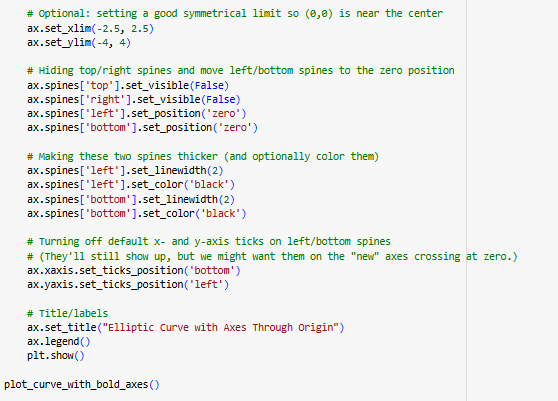 # Optional: setting a good symmetrical limit so (0,0) is near the center
ax.set_xlim(-2.5, 2.5)
ax.set_ylim(-4, 4)
# Hiding top/right spines and move left/bottom spines to the zero position
ax.spines['top'].set_visible(False)
ax.spines['right'].set_visible(False)
ax.spines['left'].set_position('zero')
ax.spines['bottom'].set_position('zero')
# Making these two spines thicker (and optionally color them)
ax.spines['left'].set_linewidth(2)
ax.spines['left'].set_color('black')
ax.spines['bottom'].set_linewidth(2)
ax.spines['bottom'].set_color('black')
# Turning off default x- and y-axis ticks on left/bottom spines
# (They'll still show up, but we might want them on the "new" axes crossing at zero.)
ax.xaxis.set_ticks_position('bottom')
ax.yaxis.set_ticks_position('left')
# Title/labels
ax.set_title("Elliptic Curve with Axes Through Origin")
ax.legend()
plt.show()
plot_curve_with_bold_axes()